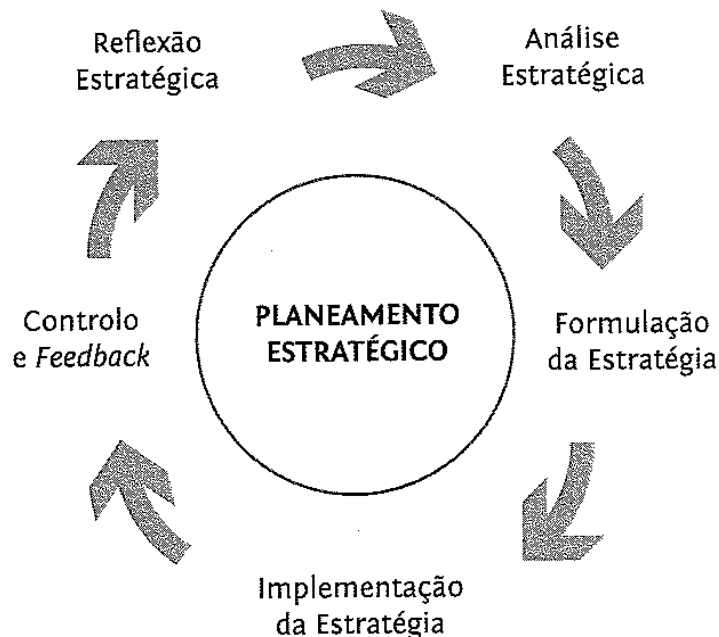 Reflexão
Estratégica
Análise
Estratégica
PLANEAMENTO
ESTRATÉGICO
Controlo
e Feedback
Formulação
da Estratégia
Implementação
da Estratégia